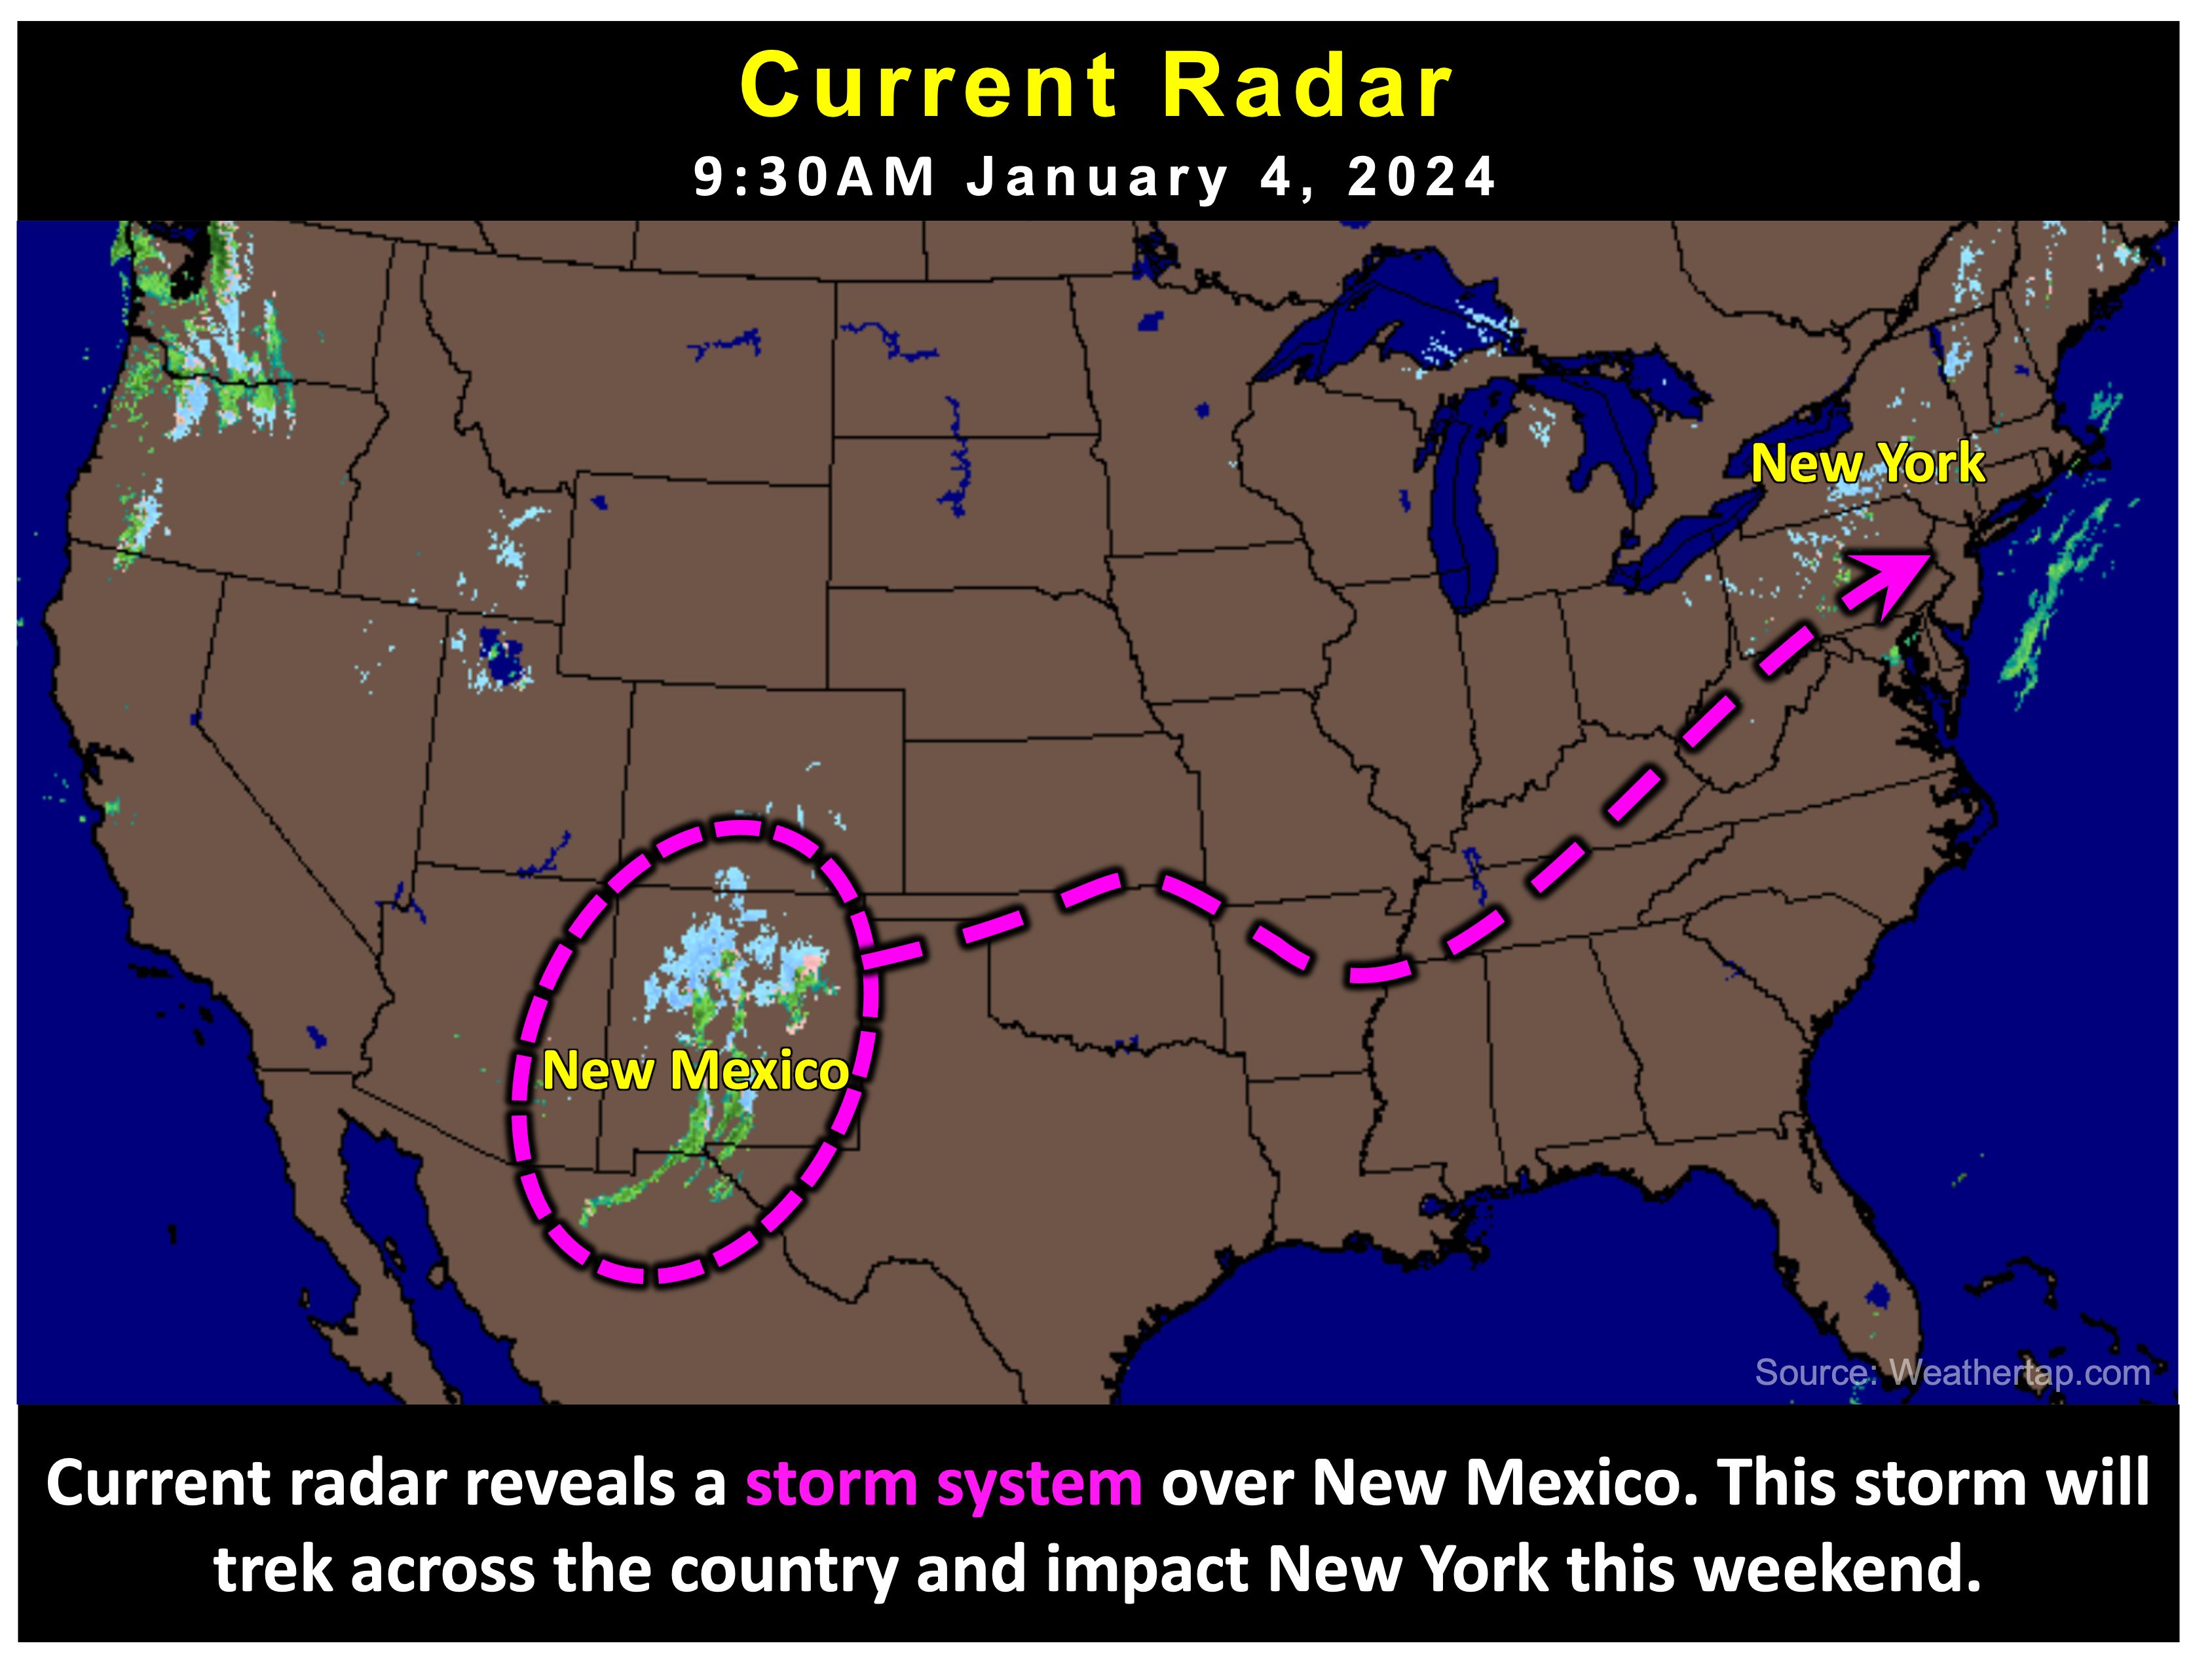 Current Radar
9:30AM January 4, 2024
New York
New Mexico
Source: Weathertap.com
Current radar reveals a storm system over New Mexico. This storm will
trek across the country and impact New York this weekend.